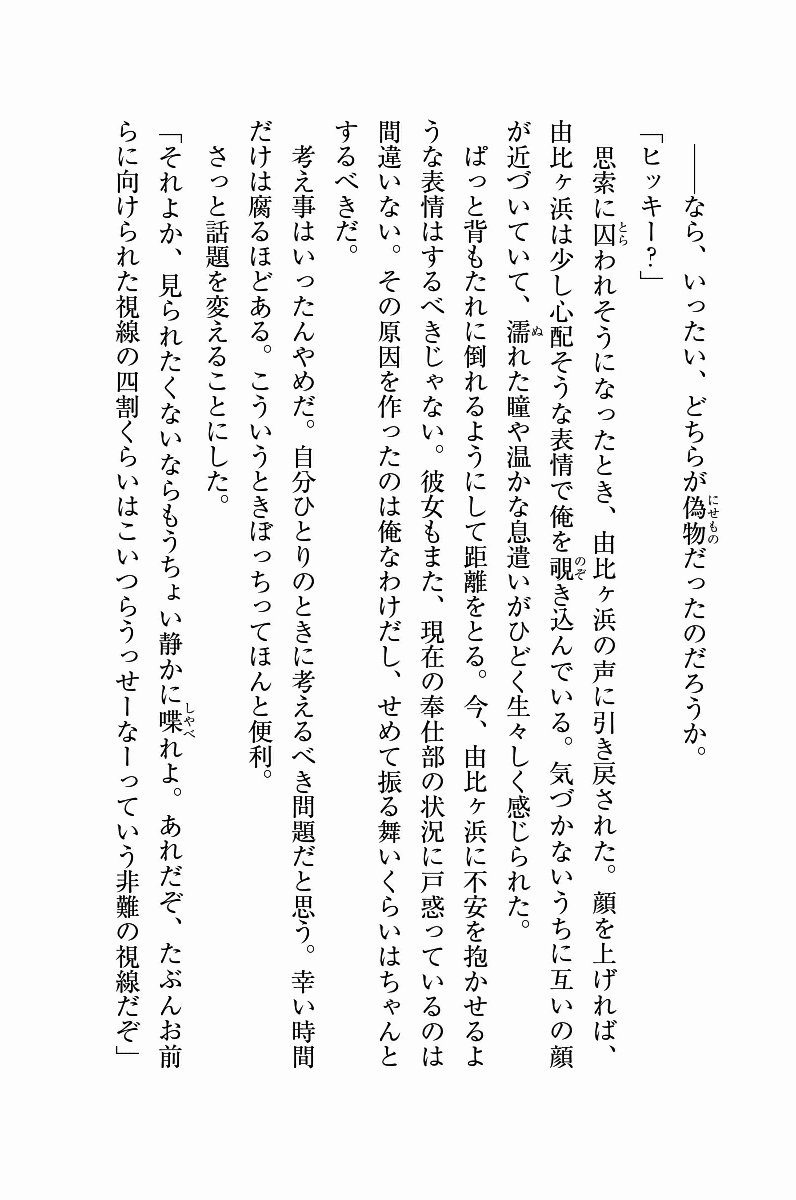 ――なら、いったい、どちらが偽物だったのだろうか。
「ヒッキー？」
思索に囚われそうになったとき、由比ヶ浜の声に引き戻された。顔を上げれば、
由比ヶ浜は少し心配そうな表情で俺を覗き込んでいる。気づかないうちに互いの顔
が近づいていて、濡れた瞳や温かな息遣いがひどく生々しく感じられた。
ぱっと背もたれに倒れるようにして距離をとる。今、由比ヶ浜に不安を抱かせるよ
うな表情はするべきじゃない。彼女もまた、現在の奉仕部の状況に戸惑っているのは
間違いない。その原因を作ったのは俺なわけだし、せめて振る舞いくらいはちゃんと
するべきだ。
考え事はいったんやめだ。自分ひとりのときに考えるべき問題だと思う。幸い時間
だけは腐るほどある。こういうときぼっちってほんと便利。
さっと話題を変えることにした。
「それよか、見られたくないならもうちょい静かに喋れよ。あれだぞ、たぶんお前
らに向けられた視線の四割くらいはこいつらうっせーなーっていう非難の視線だぞ」